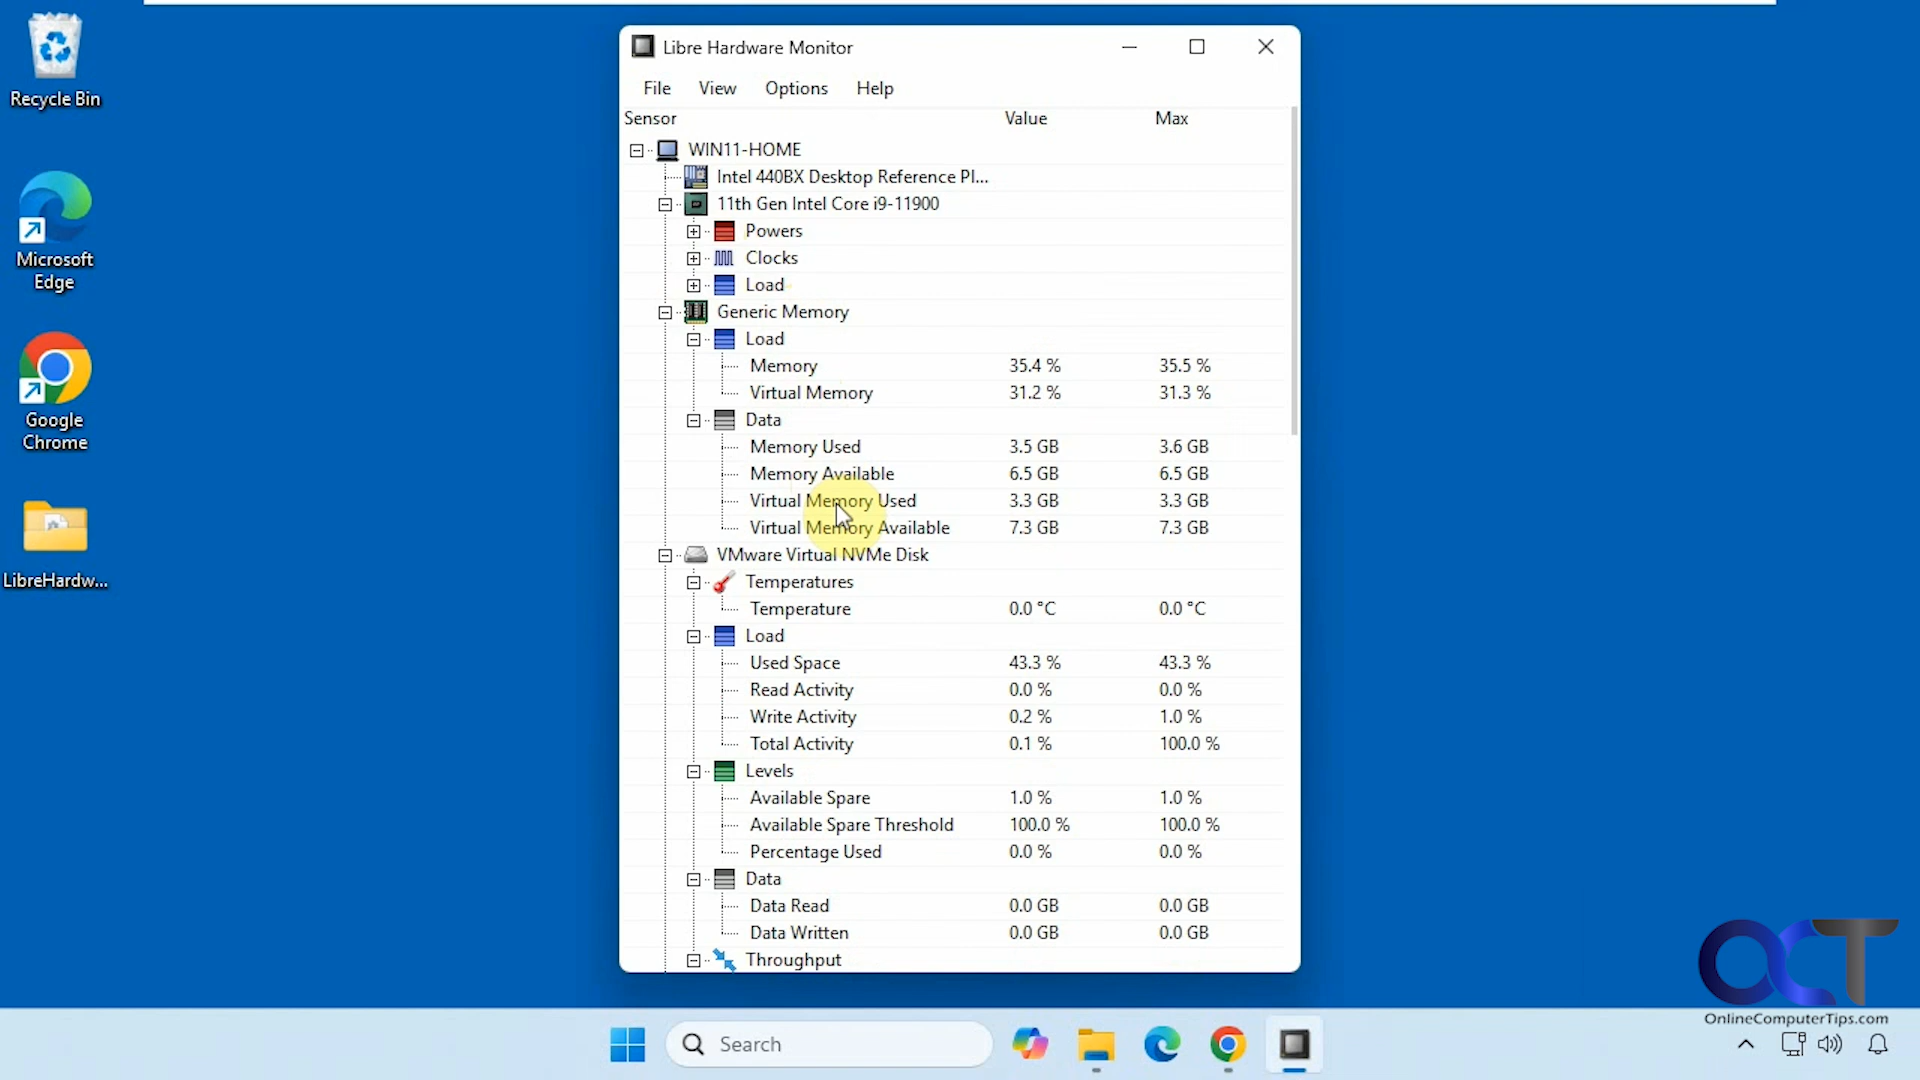 Recycle Bin
Microsoft
Edge
Google
Chrome
LibreHardw...
Libre Hardware Monitor
File View Options Help
Sensor Value Max
WIN11-HOME
Intel 440BX Desktop Reference Pl...
11th Gen Intel Core i9-11900
Powers
Clocks
Load
Generic Memory
Load
Memory 35.4 % 35.5 %
Virtual Memory 31.2 % 31.3 %
Data
Memory Used 3.5 GB 3.6 GB
Memory Available 6.5 GB 6.5 GB
Virtual Memory Used 3.3 GB 3.3 GB
Virtual Memory Available 7.3 GB 7.3 GB
VMware Virtual NVMe Disk
Temperatures
Temperature 0.0 °C 0.0 °C
Load
Used Space 43.3 % 43.3 %
Read Activity 0.0 % 0.0 %
Write Activity 0.2 % 1.0 %
Total Activity 0.1 % 100.0 %
Levels
Available Spare 1.0 % 1.0 %
Available Spare Threshold 100.0 % 100.0 %
Percentage Used 0.0 % 0.0 %
Data
Data Read 0.0 GB 0.0 GB
Data Written 0.0 GB 0.0 GB
Throughput
OCT
OnlineComputerTips.com
Search